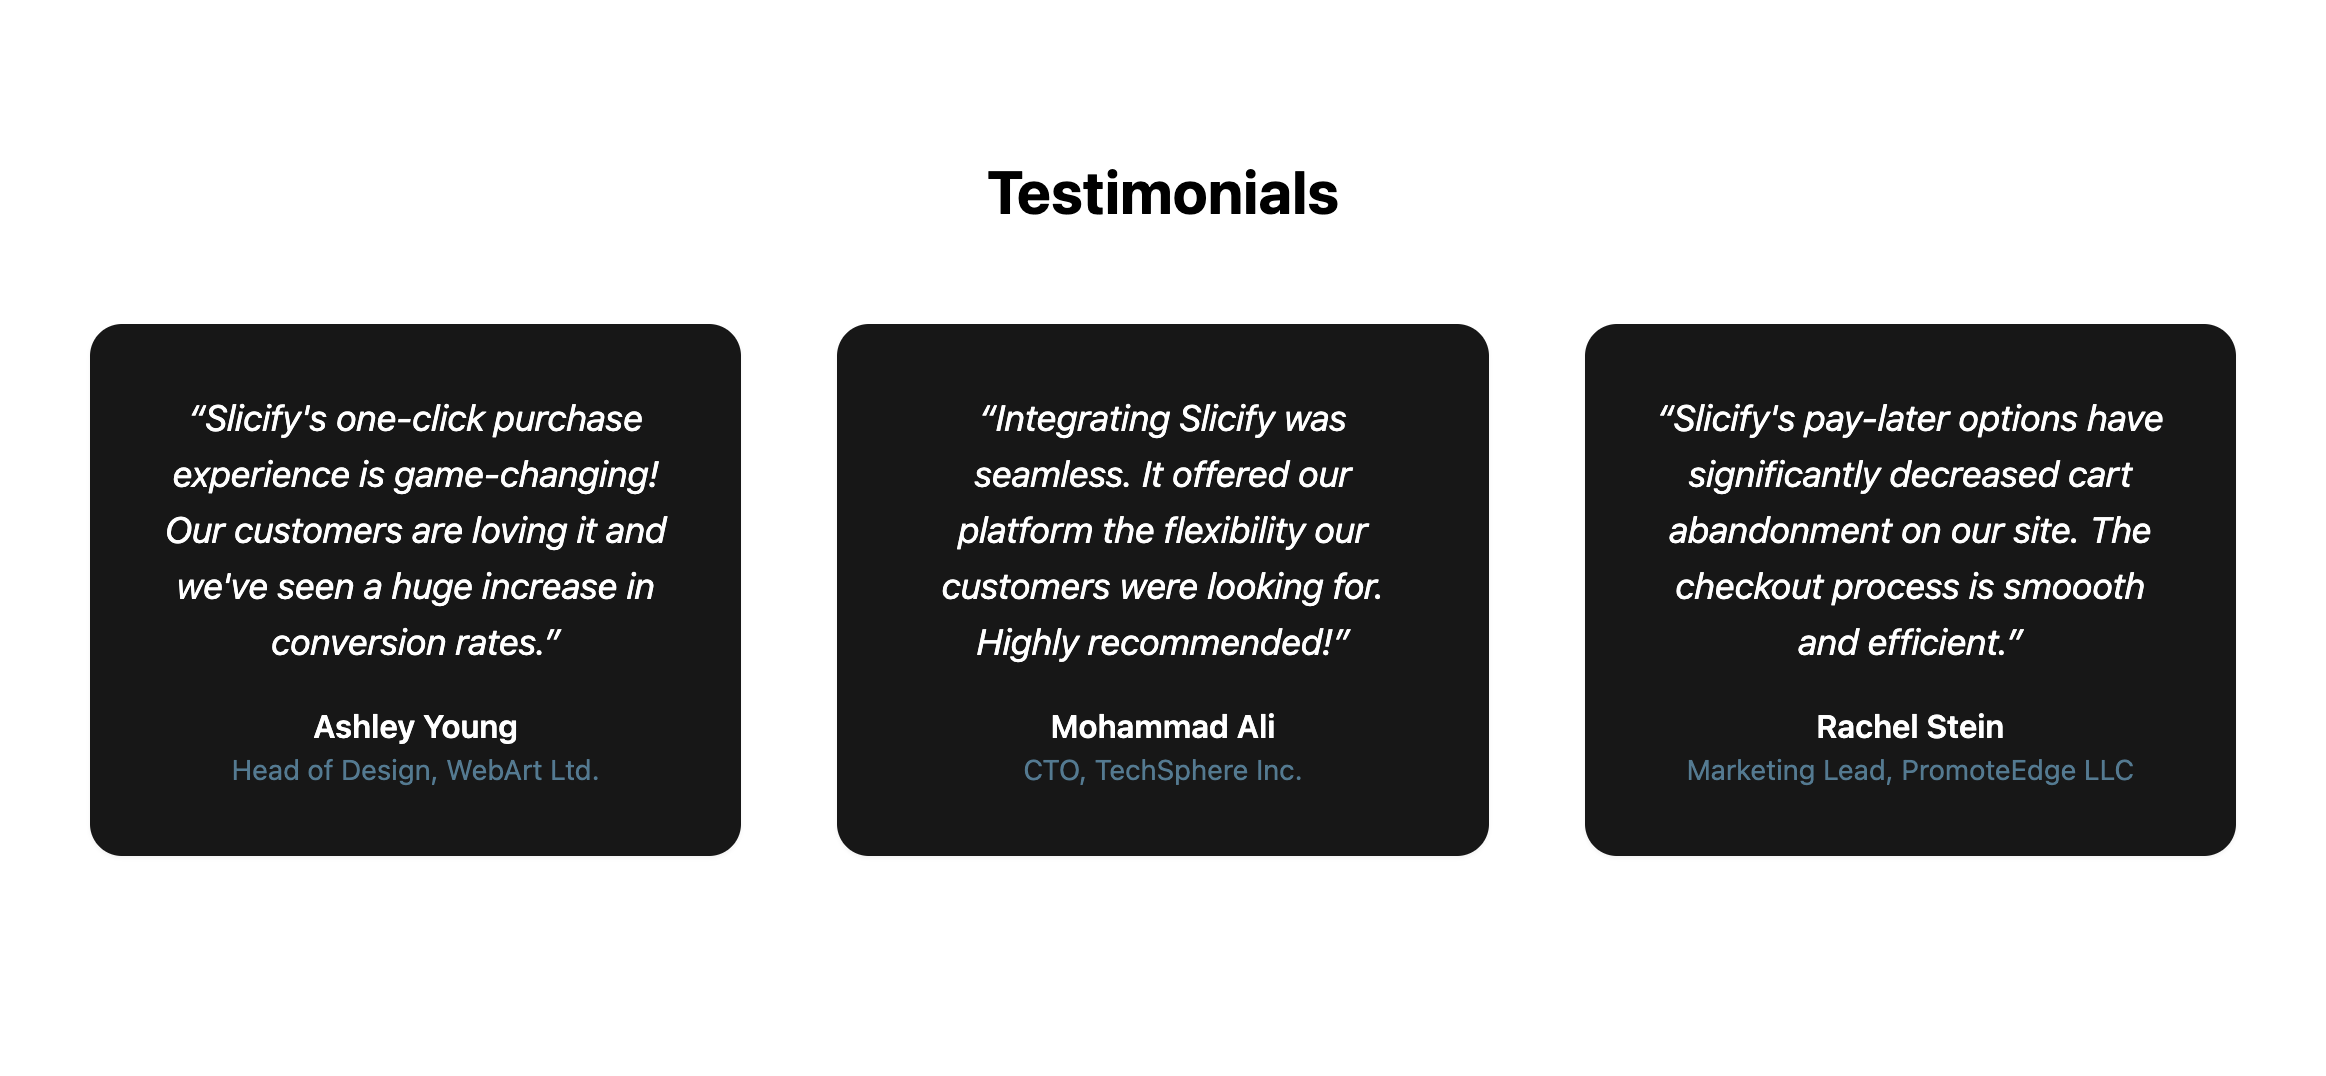 Testimonials
“Slicify's one-click purchase
experience is game-changing!
Our customers are loving it and
we've seen a huge increase in
conversion rates.”
Ashley Young
Head of Design, WebArt Ltd.
“Integrating Slicify was
seamless. It offered our
platform the flexibility our
customers were looking for.
Highly recommended!”
Mohammad Ali
CTO, TechSphere Inc.
“Slicify's pay-later options have
significantly decreased cart
abandonment on our site. The
checkout process is smoooth
and efficient.”
Rachel Stein
Marketing Lead, PromoteEdge LLC